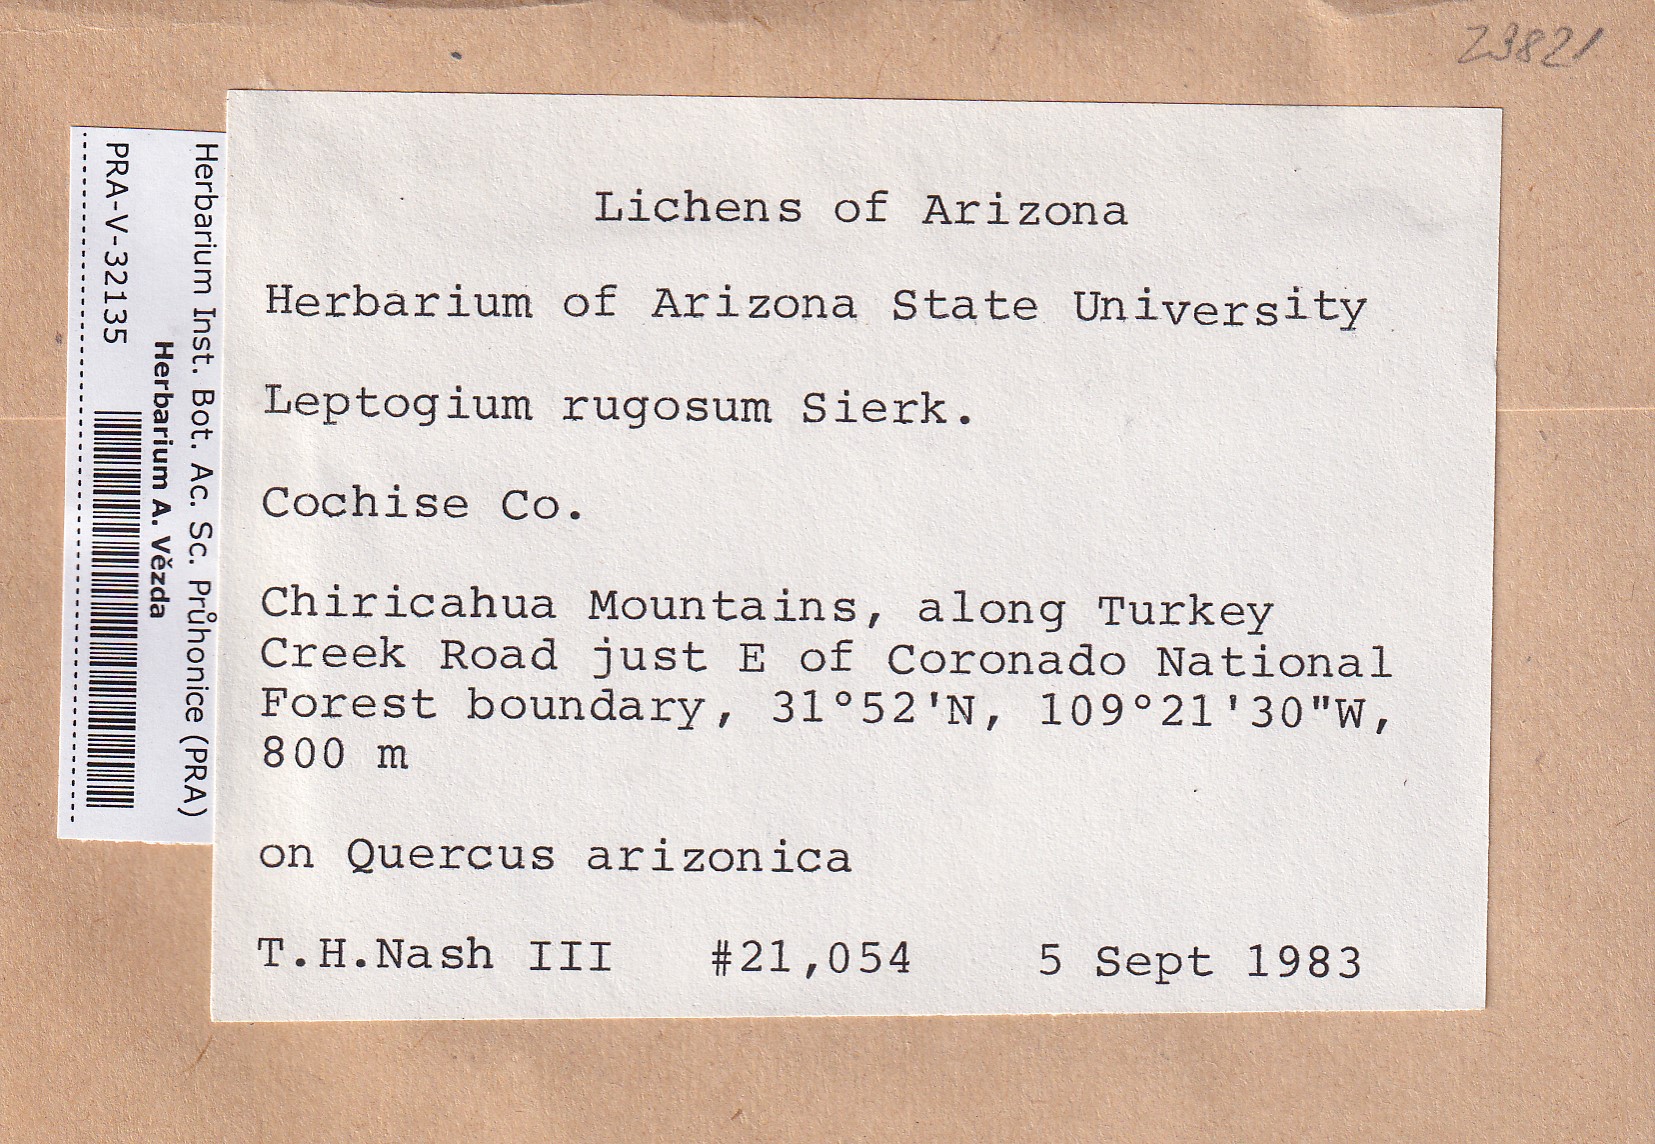 23821
Lichens of Arizona
Herbarium of Arizona State University
Leptogium rugosum Sierk.
Cochise Co.
Chiricahua Mountains, along Turkey
Creek Road just E of Coronado National
Forest boundary, 31°52'N, 109°21'30"W,
800 m
on Quercus arizonica
T.H.Nash III #21,054 5 Sept 1983
Herbarium Inst. Bot. Ac. Sc. Průhonice (PRA)
Herbarium A. Vězda
PRA-V-32135